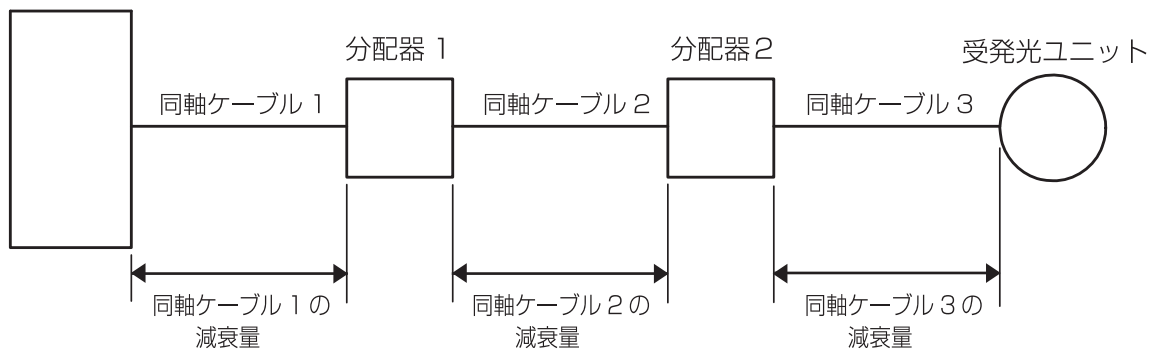 分配器 1
分配器 2
受発光ユニット
同軸ケーブル 1
同軸ケーブル 2
同軸ケーブル 3
同軸ケーブル 1 の
減衰量
同軸ケーブル 2 の
減衰量
同軸ケーブル 3 の
減衰量